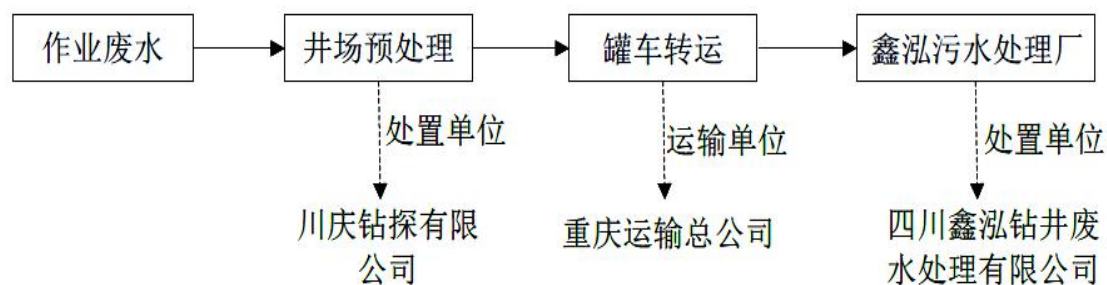 作业废水
井场预处理
罐车转运
鑫泓污水处理厂
处置单位
运输单位
处置单位
川庆钻探有限
公司
重庆运输总公司
四川鑫泓钻井废
水处理有限公司